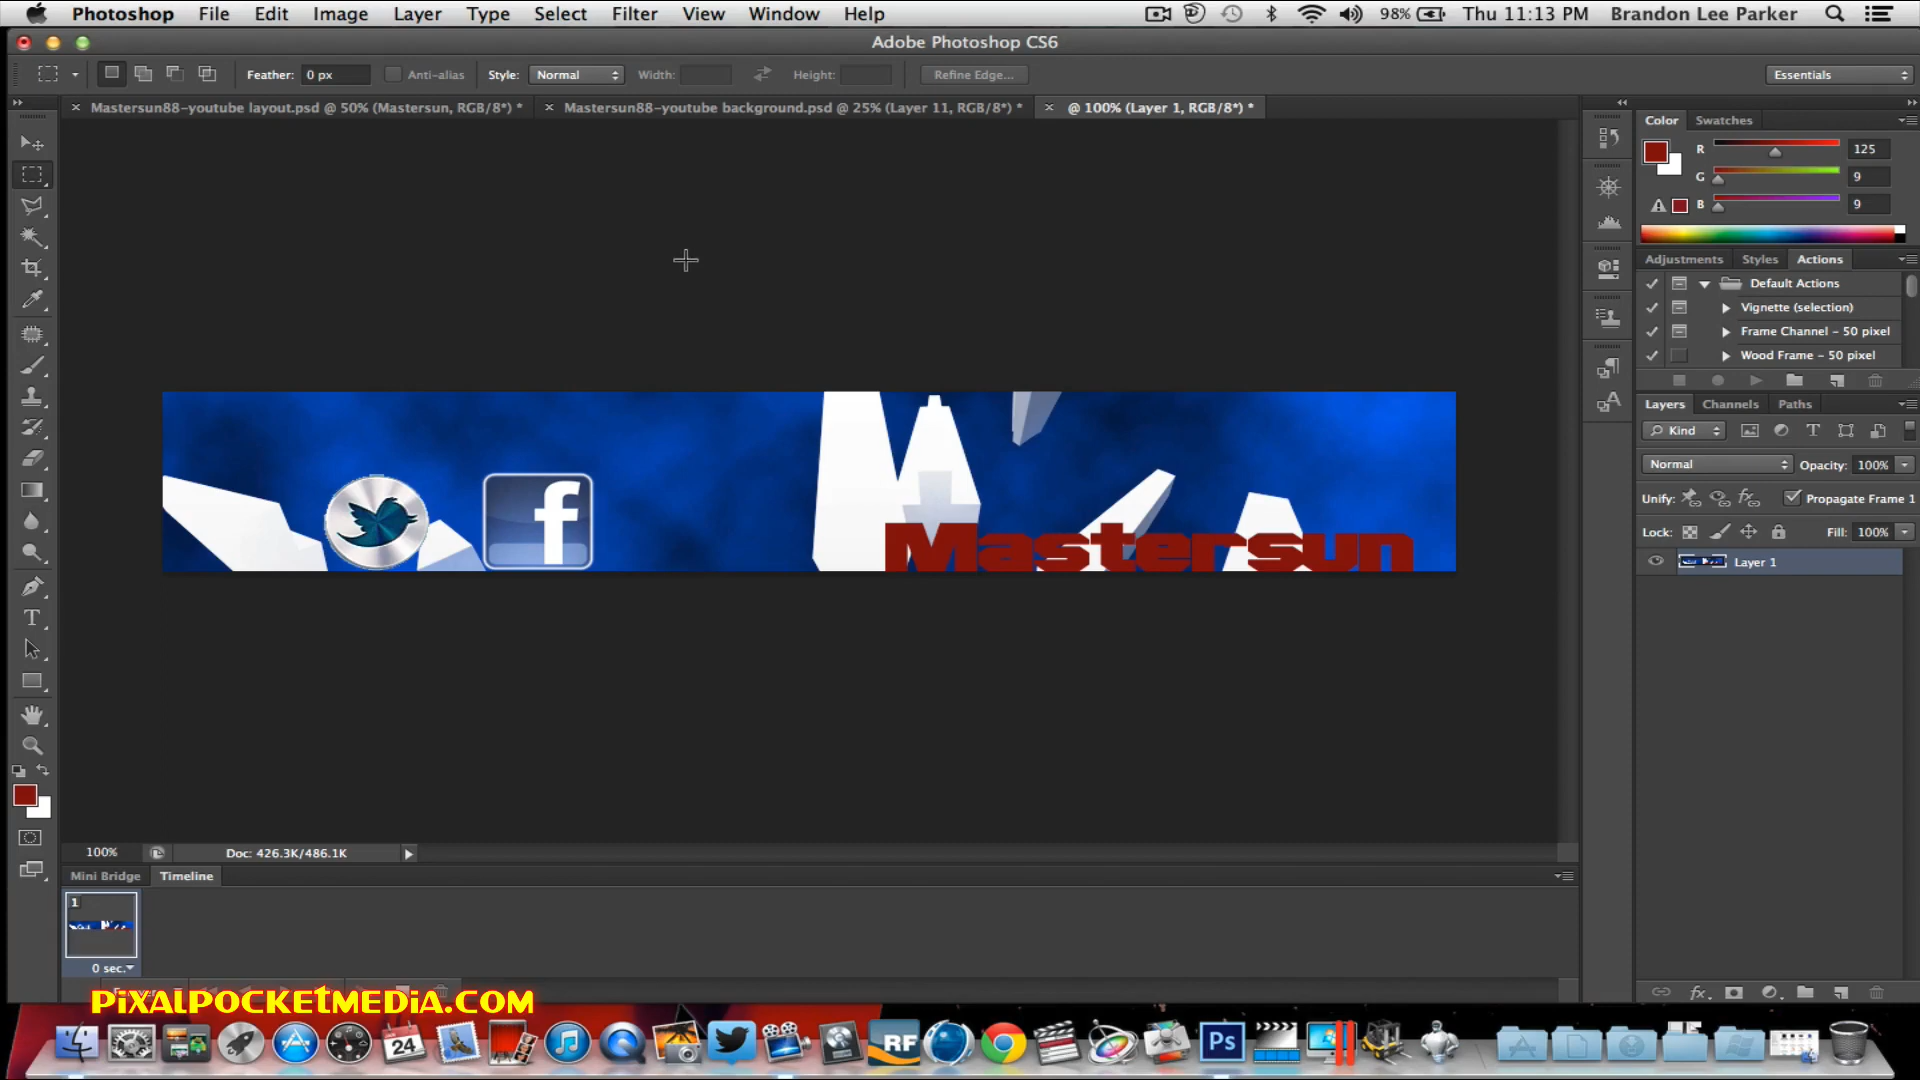 Photoshop File Edit Image Layer Type Select Filter View Window Help 98% Thu 11:13 PM Brandon Lee Parker
Adobe Photoshop CS6
Feather: 0 px Anti-alias Style: Normal Width: Height: Refine Edge... Essentials
Mastersun88-youtube layout.psd @ 50% (Mastersun, RGB/8*) * Mastersun88-youtube background.psd @ 25% (Layer 11, RGB/8*) * @ 100% (Layer 1, RGB/8*) *
Color Swatches
R 125
G 9
B 9
Adjustments Styles Actions
Default Actions
Vignette (selection)
Frame Channel - 50 pixel
Wood Frame - 50 pixel
Layers Channels Paths
Kind
Normal Opacity: 100%
Unify: Propagate Frame 1
Lock: Fill: 100%
Layer 1
f
Mastersun
100% Doc: 426.3K/486.1K
Mini Bridge Timeline
1
0 sec.
PixalPocketMedia.com
24
RF
Ps